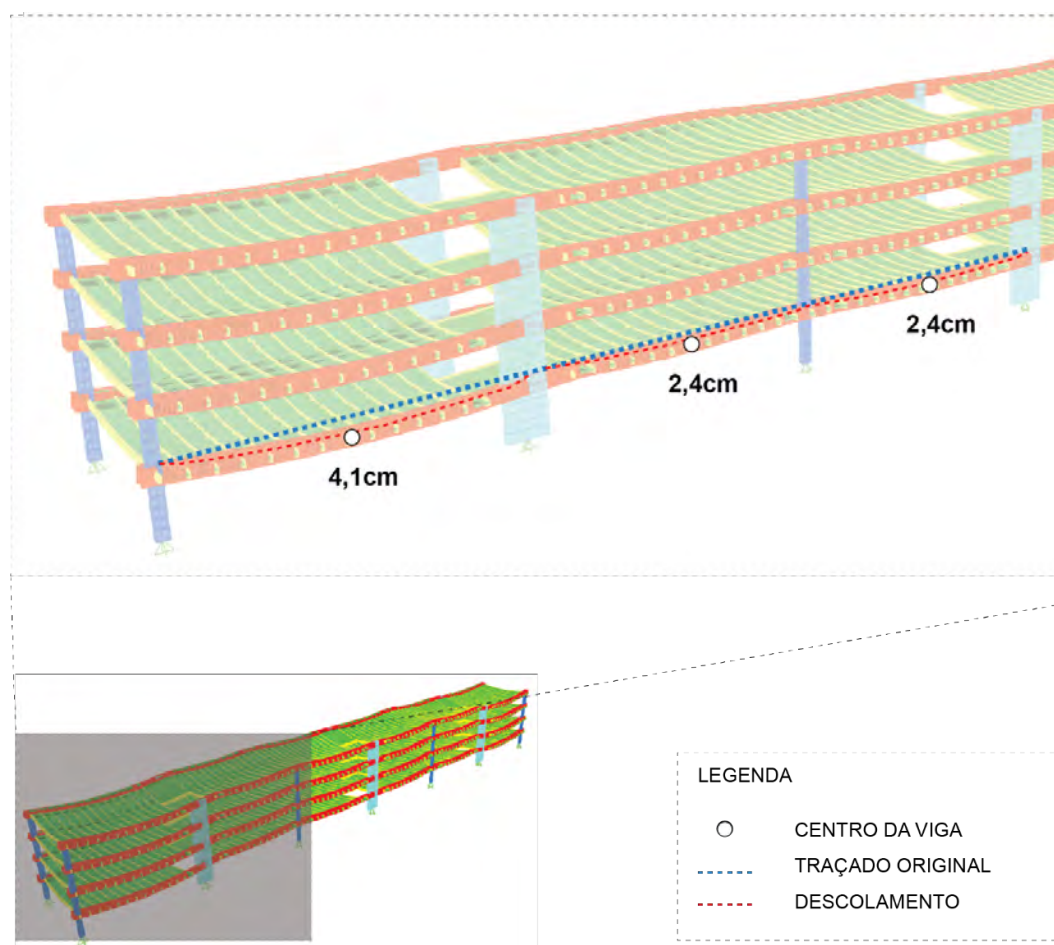 2,4cm
2,4cm
4,1cm
LEGENDA
CENTRO DA VIGA
TRAÇADO ORIGINAL
DESCOLAMENTO